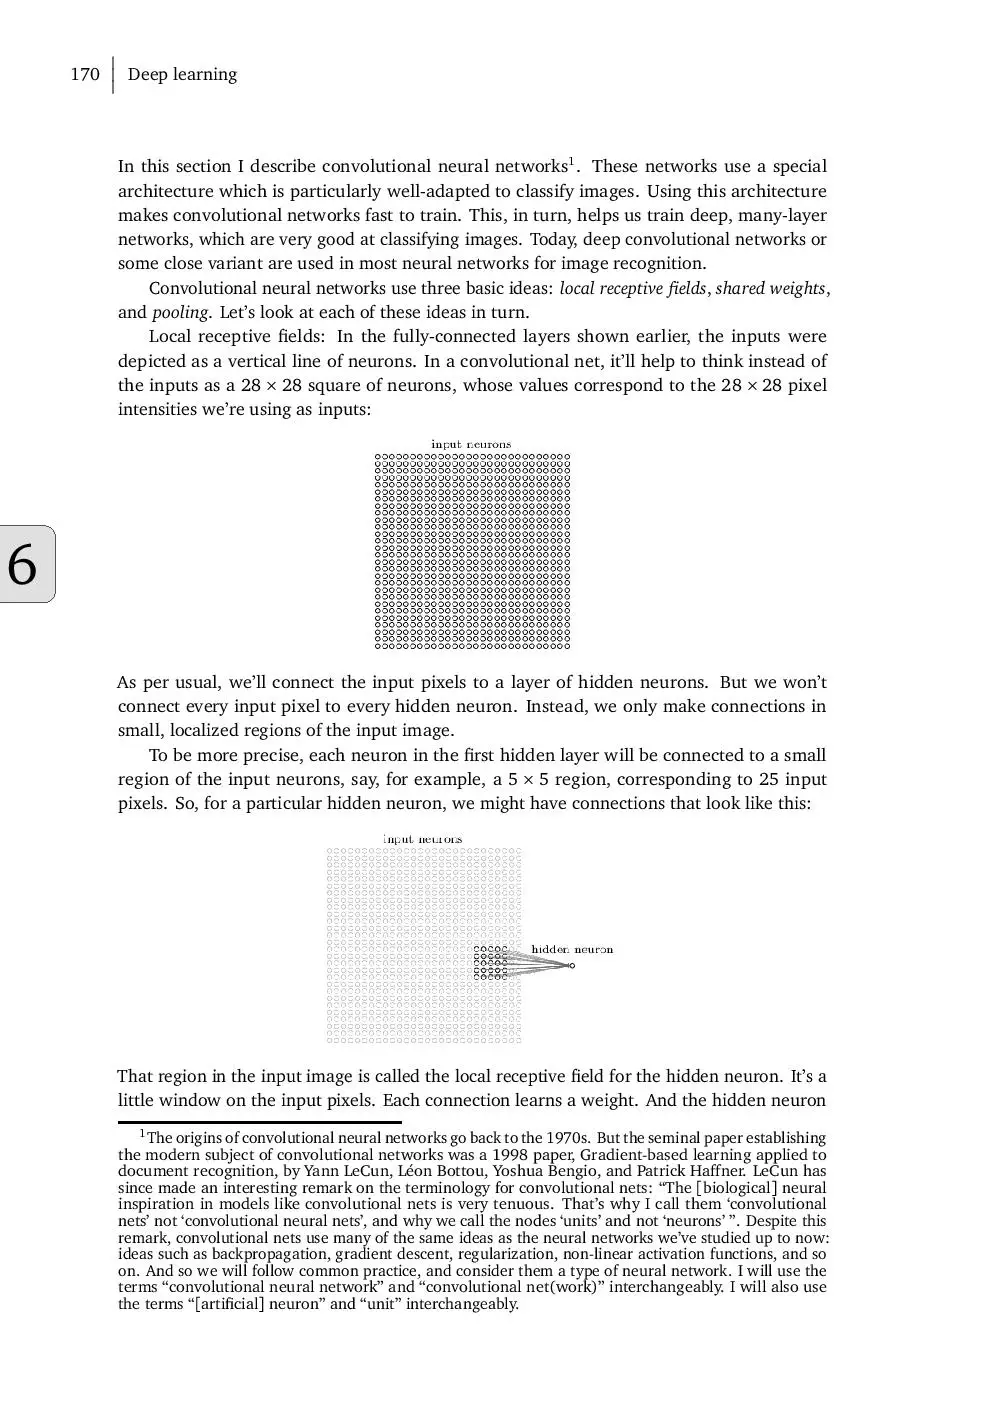 170 Deep learning
In this section I describe convolutional neural networks1. These networks use a special
architecture which is particularly well-adapted to classify images. Using this architecture
makes convolutional networks fast to train. This, in turn, helps us train deep, many-layer
networks, which are very good at classifying images. Today, deep convolutional networks or
some close variant are used in most neural networks for image recognition.
Convolutional neural networks use three basic ideas: local receptive fields, shared weights,
and pooling. Let’s look at each of these ideas in turn.
Local receptive fields: In the fully-connected layers shown earlier, the inputs were
depicted as a vertical line of neurons. In a convolutional net, it’ll help to think instead of
the inputs as a 28 × 28 square of neurons, whose values correspond to the 28 × 28 pixel
intensities we’re using as inputs:
input neurons
6
As per usual, we’ll connect the input pixels to a layer of hidden neurons. But we won’t
connect every input pixel to every hidden neuron. Instead, we only make connections in
small, localized regions of the input image.
To be more precise, each neuron in the first hidden layer will be connected to a small
region of the input neurons, say, for example, a 5 × 5 region, corresponding to 25 input
pixels. So, for a particular hidden neuron, we might have connections that look like this:
input neurons
hidden neuron
That region in the input image is called the local receptive field for the hidden neuron. It’s a
little window on the input pixels. Each connection learns a weight. And the hidden neuron
1The origins of convolutional neural networks go back to the 1970s. But the seminal paper establishing
the modern subject of convolutional networks was a 1998 paper, Gradient-based learning applied to
document recognition, by Yann LeCun, Léon Bottou, Yoshua Bengio, and Patrick Haffner. LeCun has
since made an interesting remark on the terminology for convolutional nets: “The [biological] neural
inspiration in models like convolutional nets is very tenuous. That’s why I call them ‘convolutional
nets’ not ‘convolutional neural nets’, and why we call the nodes ‘units’ and not ‘neurons’ ”. Despite this
remark, convolutional nets use many of the same ideas as the neural networks we’ve studied up to now:
ideas such as backpropagation, gradient descent, regularization, non-linear activation functions, and so
on. And so we will follow common practice, and consider them a type of neural network. I will use the
terms “convolutional neural network” and “convolutional net(work)” interchangeably. I will also use
the terms “[artificial] neuron” and “unit” interchangeably.